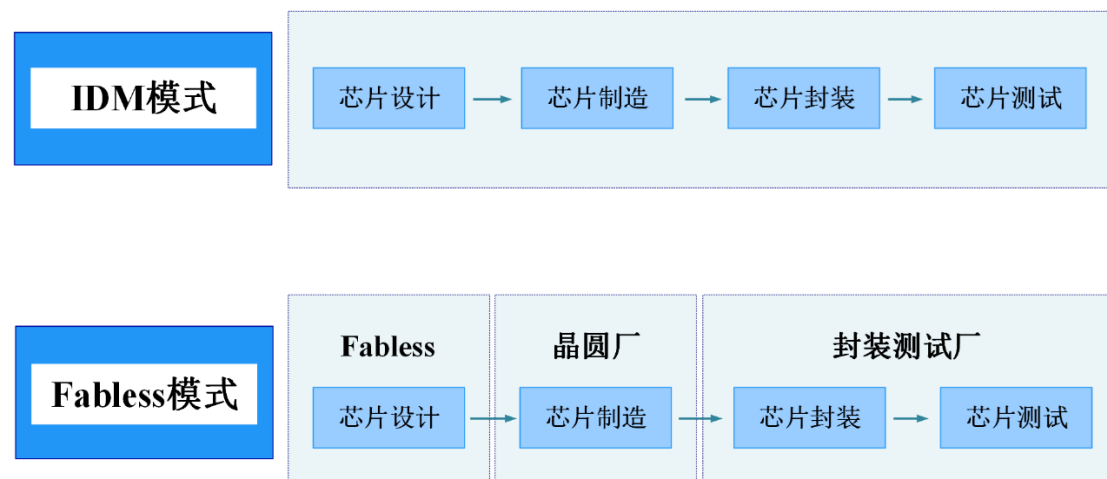 IDM模式
芯片设计
芯片制造
芯片封装
芯片测试
Fabless模式
Fabless
晶圆厂
封装测试厂
芯片设计
芯片制造
芯片封装
芯片测试